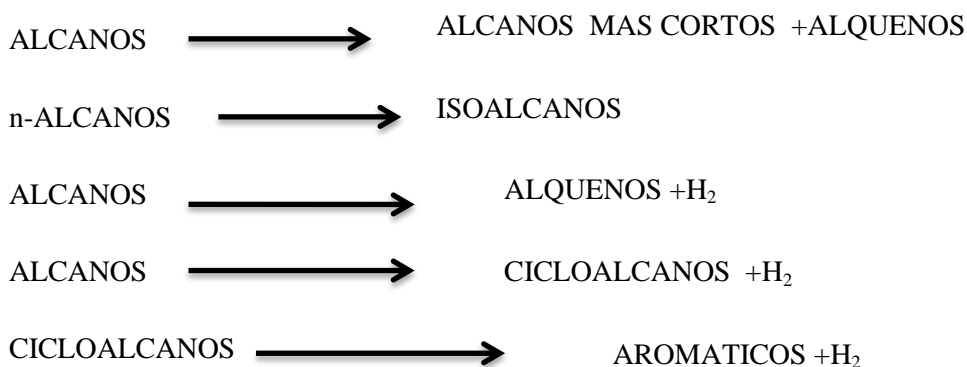 ALCANOS ALCANOS MAS CORTOS +ALQUENOS
n-ALCANOS ISOALCANOS
ALCANOS ALQUENOS +H₂
ALCANOS CICLOALCANOS +H₂
CICLOALCANOS AROMATICOS +H₂